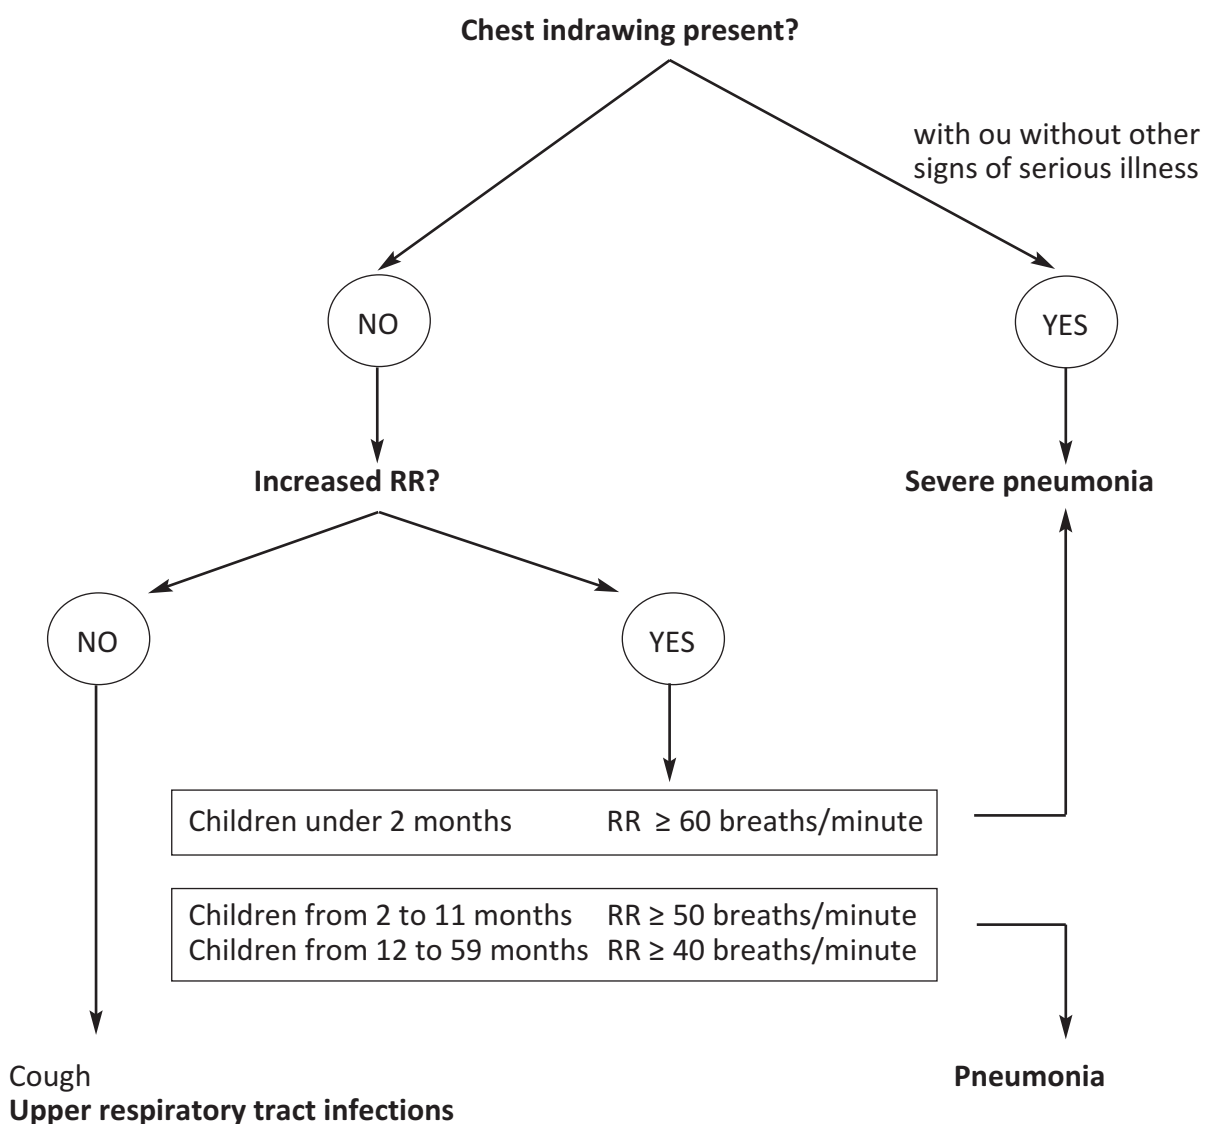 Chest indrawing present?
with ou without other
signs of serious illness
NO
YES
Increased RR?
Severe pneumonia
NO
YES
Children under 2 months RR ≥ 60 breaths/minute
Children from 2 to 11 months RR ≥ 50 breaths/minute
Children from 12 to 59 months RR ≥ 40 breaths/minute
Cough
Upper respiratory tract infections
Pneumonia